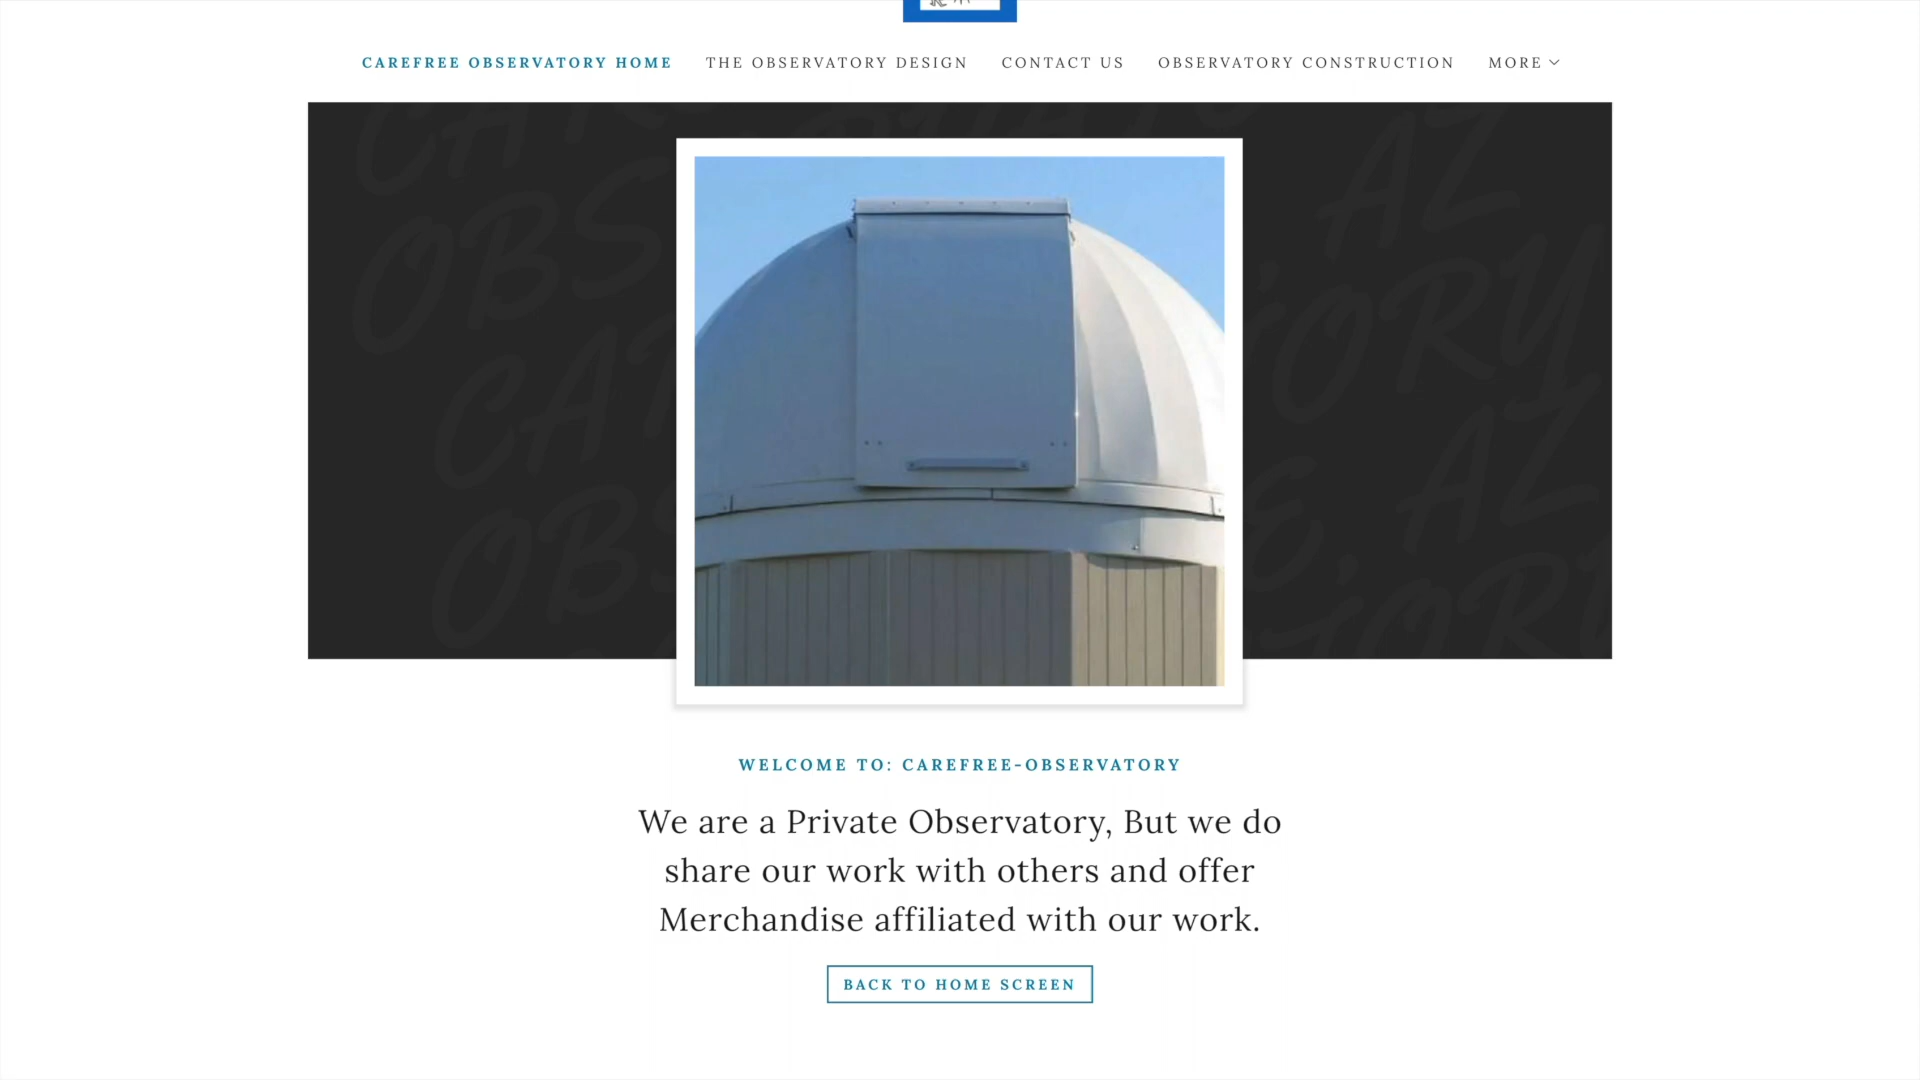 CAREFREE OBSERVATORY HOME THE OBSERVATORY DESIGN CONTACT US OBSERVATORY CONSTRUCTION MORE
WELCOME TO: CAREFREE-OBSERVATORY
We are a Private Observatory, But we do
share our work with others and offer
Merchandise affiliated with our work.
BACK TO HOME SCREEN